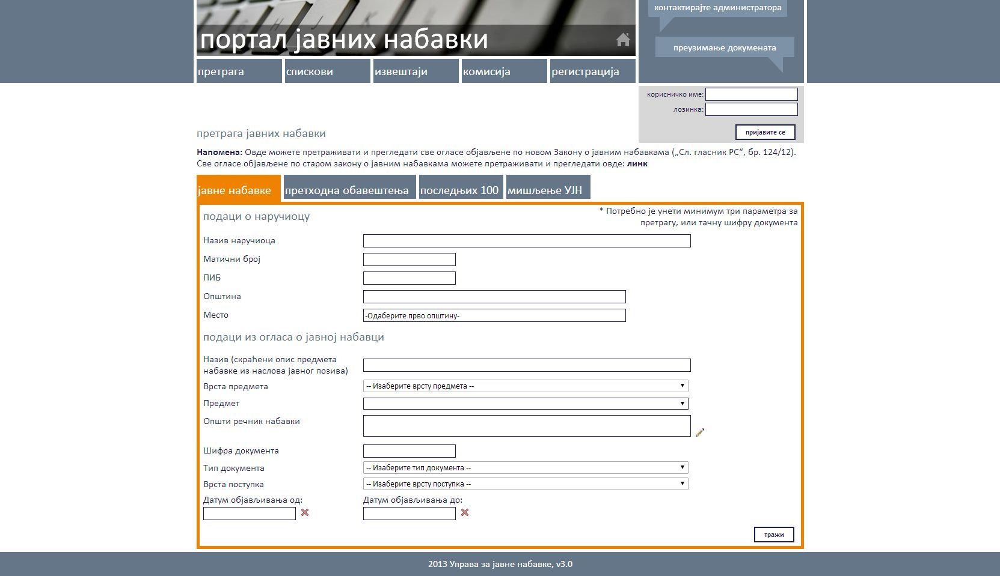 контактирајте администратора
портал јавних набавки
преузимање докумената
претрага
спискови
извештаји
комисија
регистрација
корисничко име:
лозинка:
пријавите се
претрага јавних набавки
Напомена: Овде можете претраживати и прегледати све огласе објављене по новом Закону о јавним набавкама („Сл. гласник РС“, бр. 124/12).
Све огласе објављене по старом закону о јавним набавкама можете претраживати и прегледати овде: линк
јавне набавке
претходна обавештења
последњих 100
мишљење УЈН
подаци о наручиоцу
* Потребно је унети минимум три параметра за
претрагу, или тачну шифру документа
Назив наручиоца
Матични број
ПИБ
Општина
Место
-Одаберите прво општину-
подаци из огласа о јавној набавци
Назив (скраћени опис предмета
набавке из наслова јавног позива)
Врста предмета
-- Изаберите врсту предмета --
Предмет
Општи речник набавки
Шифра документа
Тип документа
-- Изаберите тип документа --
Врста поступка
-- Изаберите врсту поступка --
Датум објављивања од:
Датум објављивања до:
тражи
2013 Управа за јавне набавке, v3.0